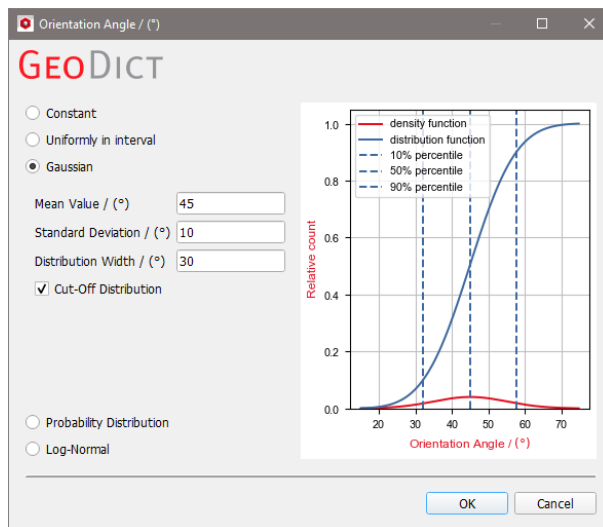 Orientation Angle / (°)
GEODICT
Constant
Uniformly in interval
Gaussian
Mean Value / (°) 45
Standard Deviation / (°) 10
Distribution Width / (°) 30
Cut-Off Distribution
Probability Distribution
Log-Normal
density function
distribution function
10% percentile
50% percentile
90% percentile
1.0
0.8
0.6
0.4
0.2
0.0
Relative count
20 30 40 50 60 70
Orientation Angle / (°)
OK Cancel